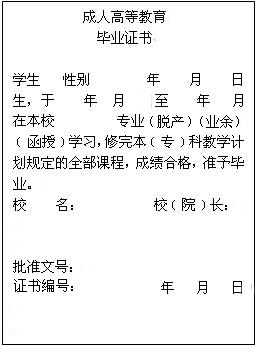 成人高等教育
毕业证书
学生 性别 年 月 日
生，于 年 月 至 年 月
在本校 专业（脱产）（业余）
（函授）学习，修完本（专）科教学计
划规定的全部课程，成绩合格，准予毕
业。
校 名： 校（院）长：
批准文号：
证书编号： 年 月 日